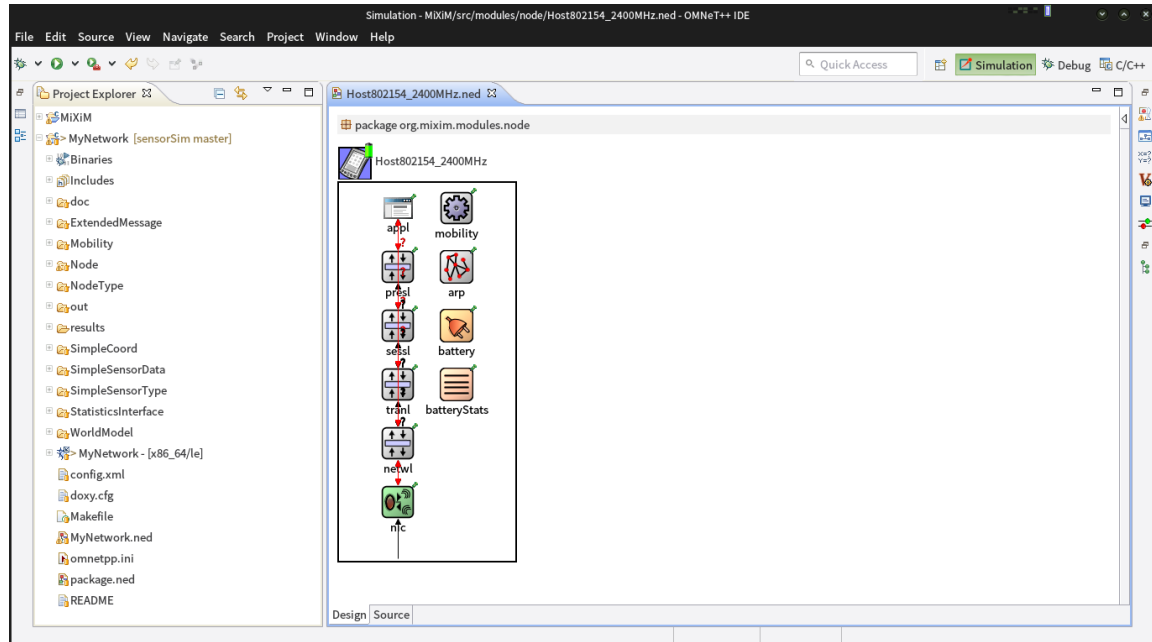 Simulation - MiXiM/src/modules/node/Host802154_2400MHz.ned - OMNeT++ IDE
File Edit Source View Navigate Search Project Window Help
Quick Access
Simulation
Debug
C/C++
Project Explorer
MiXiM
> MyNetwork [sensorSim master]
Binaries
Includes
doc
ExtendedMessage
Mobility
Node
NodeType
out
results
SimpleCoord
SimpleSensorData
SimpleSensorType
StatisticsInterface
WorldModel
> MyNetwork - [x86_64/le]
config.xml
doxy.cfg
Makefile
MyNetwork.ned
omnetpp.ini
package.ned
README
Host802154_2400MHz.ned
package org.mixim.modules.node
Host802154_2400MHz
appl
mobility
presl
arp
sessl
battery
tranl
batteryStats
netwl
nic
Design Source